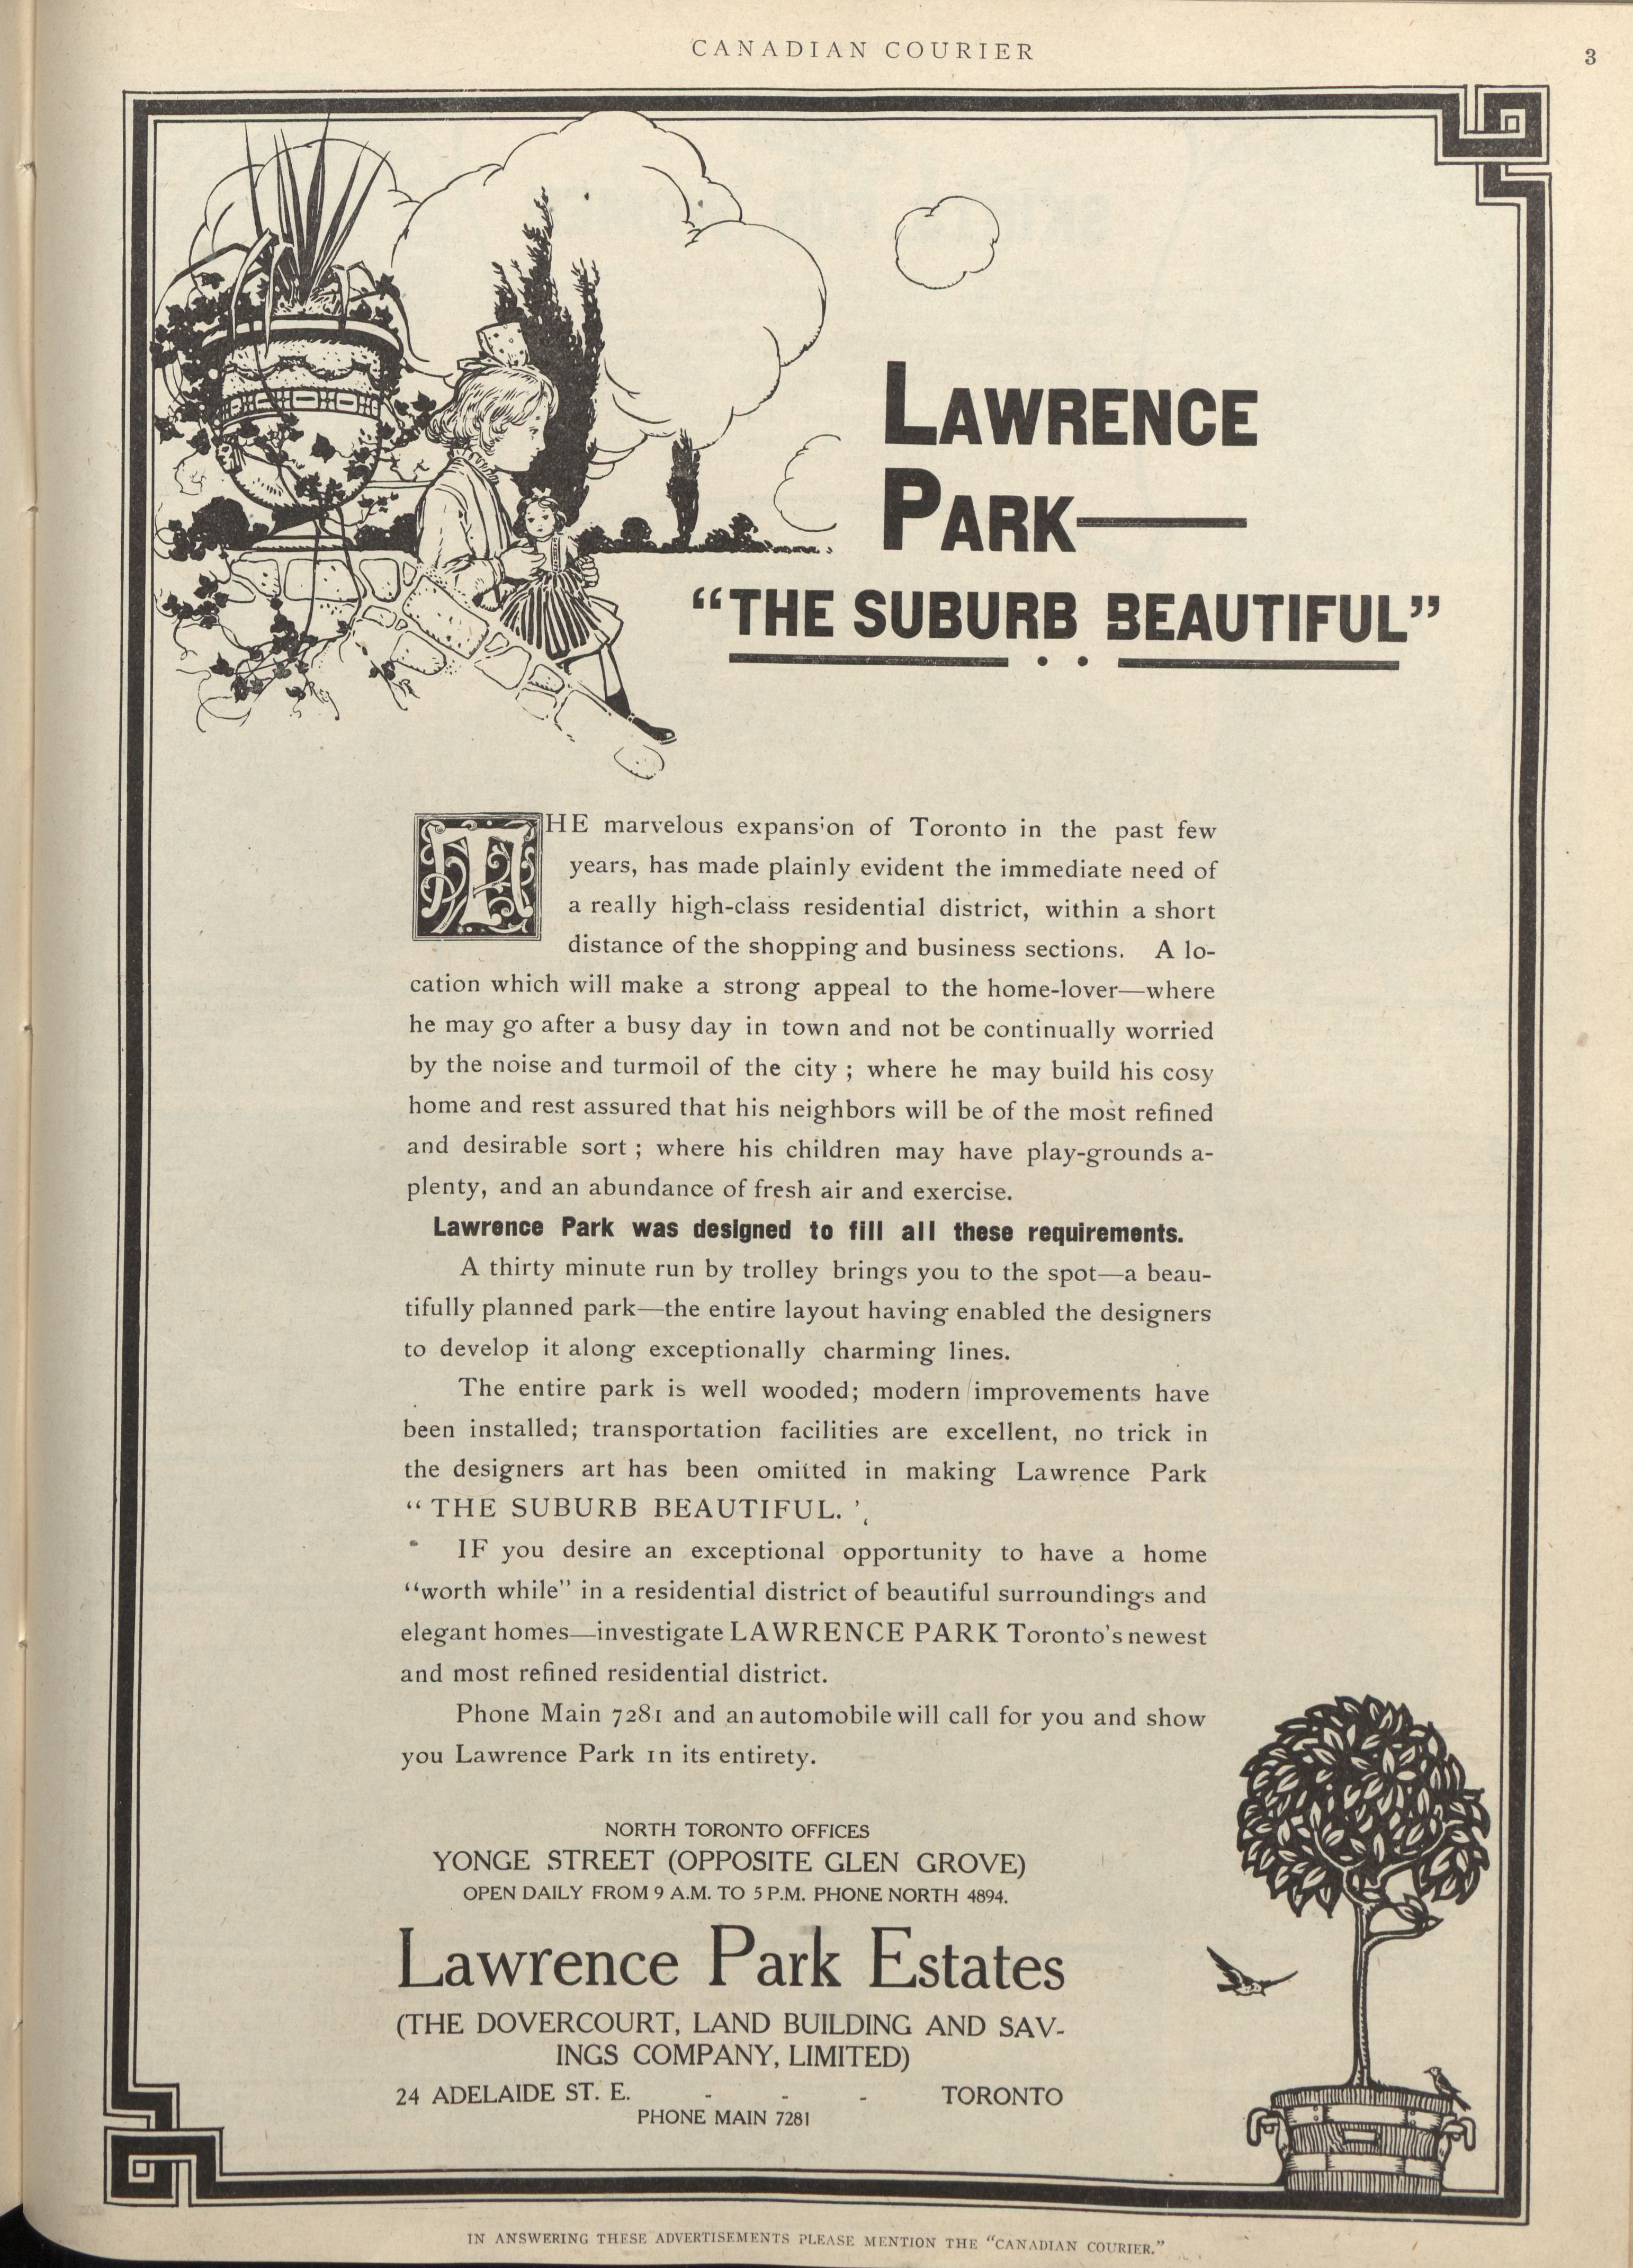 CANADIAN COURIER
3
LAWRENCE
PARK—
“THE SUBURB BEAUTIFUL”
THE marvelous expansion of Toronto in the past few
years, has made plainly evident the immediate need of
a really high-class residential district, within a short
distance of the shopping and business sections. A lo-
cation which will make a strong appeal to the home-lover—where
he may go after a busy day in town and not be continually worried
by the noise and turmoil of the city ; where he may build his cosy
home and rest assured that his neighbors will be of the most refined
and desirable sort ; where his children may have play-grounds a-
plenty, and an abundance of fresh air and exercise.
Lawrence Park was designed to fill all these requirements.
A thirty minute run by trolley brings you to the spot—a beau-
tifully planned park—the entire layout having enabled the designers
to develop it along exceptionally charming lines.
The entire park is well wooded; modern improvements have
been installed; transportation facilities are excellent, no trick in
the designers art has been omitted in making Lawrence Park
“ THE SUBURB BEAUTIFUL. ’
IF you desire an exceptional opportunity to have a home
“worth while” in a residential district of beautiful surroundings and
elegant homes—investigate LAWRENCE PARK Toronto's newest
and most refined residential district.
Phone Main 7281 and an automobile will call for you and show
you Lawrence Park in its entirety.
NORTH TORONTO OFFICES
YONGE STREET (OPPOSITE GLEN GROVE)
OPEN DAILY FROM 9 A.M. TO 5 P.M. PHONE NORTH 4894.
Lawrence Park Estates
(THE DOVERCOURT, LAND BUILDING AND SAV-
INGS COMPANY, LIMITED)
24 ADELAIDE ST. E. - - - TORONTO
PHONE MAIN 7281
IN ANSWERING THESE ADVERTISEMENTS PLEASE MENTION THE “CANADIAN COURIER.”